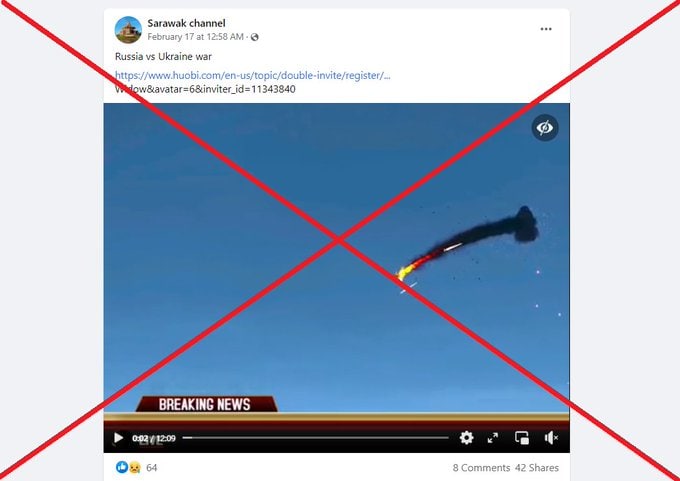 Sarawak channel
February 17 at 12:58 AM ·
Russia vs Ukraine war
https://www.huobi.com/en-us/topic/double-invite/register/...
Widow&avatar=6&inviter_id=11343840
BREAKING NEWS
LIVE
0:02 / 12:09
64
8 Comments 42 Shares